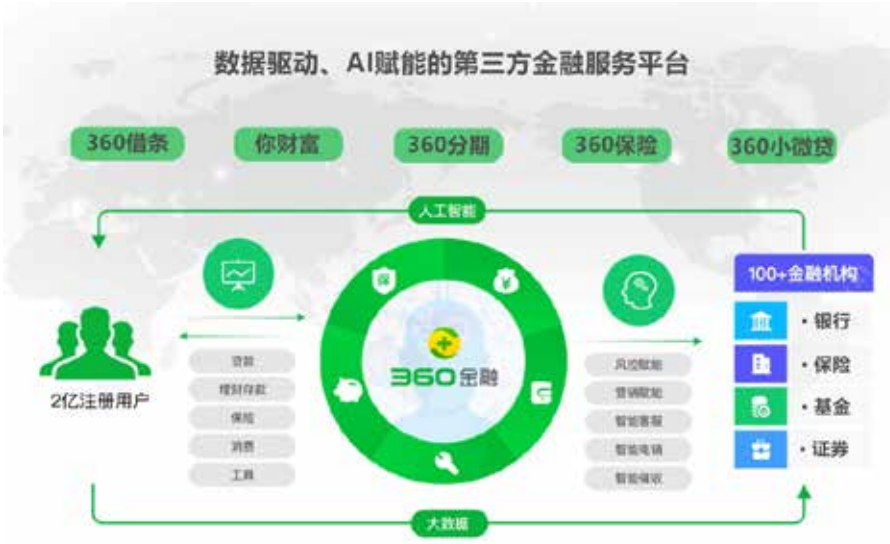 数据驱动、AI赋能的第三方金融服务平台
360借条
你财富
360分期
360保险
360小微贷
人工智能
2亿注册用户
贷款
理财存款
保险
消费
工具
保
¥
360金融
风控赋能
营销赋能
智能客服
智能电销
智能催收
100+金融机构
·银行
·保险
·基金
·证券
大数据